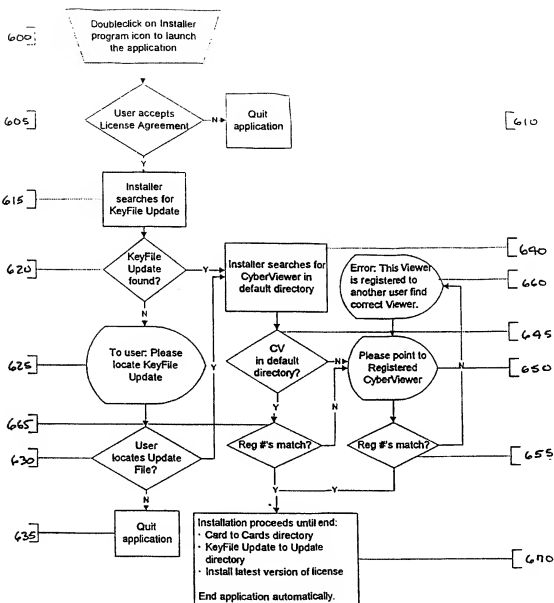 Doubleclick on Installer
program icon to launch
the application
600
605
User accepts
License Agreement
N
Quit
application
610
Y
615
Installer
searches for
KeyFile Update
620
KeyFile
Update
found?
Y
Installer searches for
CyberViewer in
default directory
640
Error: This Viewer
is registered to
another user find
correct Viewer.
660
N
645
625
To user: Please
locate KeyFile
Update
Y
CV
in default
directory?
N
Please point to
Registered
CyberViewer
650
N
665
Y
N
630
User
locates Update
File?
Reg #'s match?
Reg #'s match?
655
N
Y
Y
635
Quit
application
Installation proceeds until end:
· Card to Cards directory
· KeyFile Update to Update
directory
· Install latest version of license
End application automatically.
670